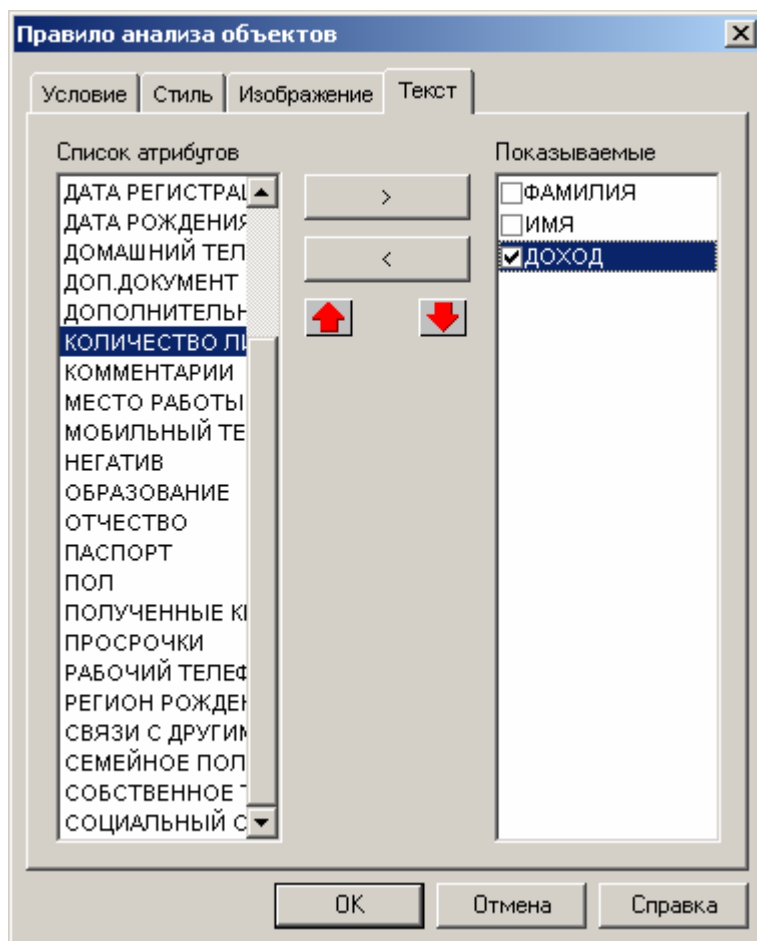 Правило анализа объектов
Условие Стиль Изображение Текст
Список атрибутов
ДАТА РЕГИСТРАЦ
ДАТА РОЖДЕНИЯ
ДОМАШНИЙ ТЕЛ
ДОП.ДОКУМЕНТ
ДОПОЛНИТЕЛЬН
КОЛИЧЕСТВО ЛИ
КОММЕНТАРИИ
МЕСТО РАБОТЫ
МОБИЛЬНЫЙ ТЕ
НЕГАТИВ
ОБРАЗОВАНИЕ
ОТЧЕСТВО
ПАСПОРТ
ПОЛ
ПОЛУЧЕННЫЕ К
ПРОСРОЧКИ
РАБОЧИЙ ТЕЛЕФ
РЕГИОН РОЖДЕН
СВЯЗИ С ДРУГИМ
СЕМЕЙНОЕ ПОЛ
СОБСТВЕННОЕ Т
СОЦИАЛЬНЫЙ С
>
<
Показываемые
ФАМИЛИЯ
ИМЯ
ДОХОД
OK Отмена Справка